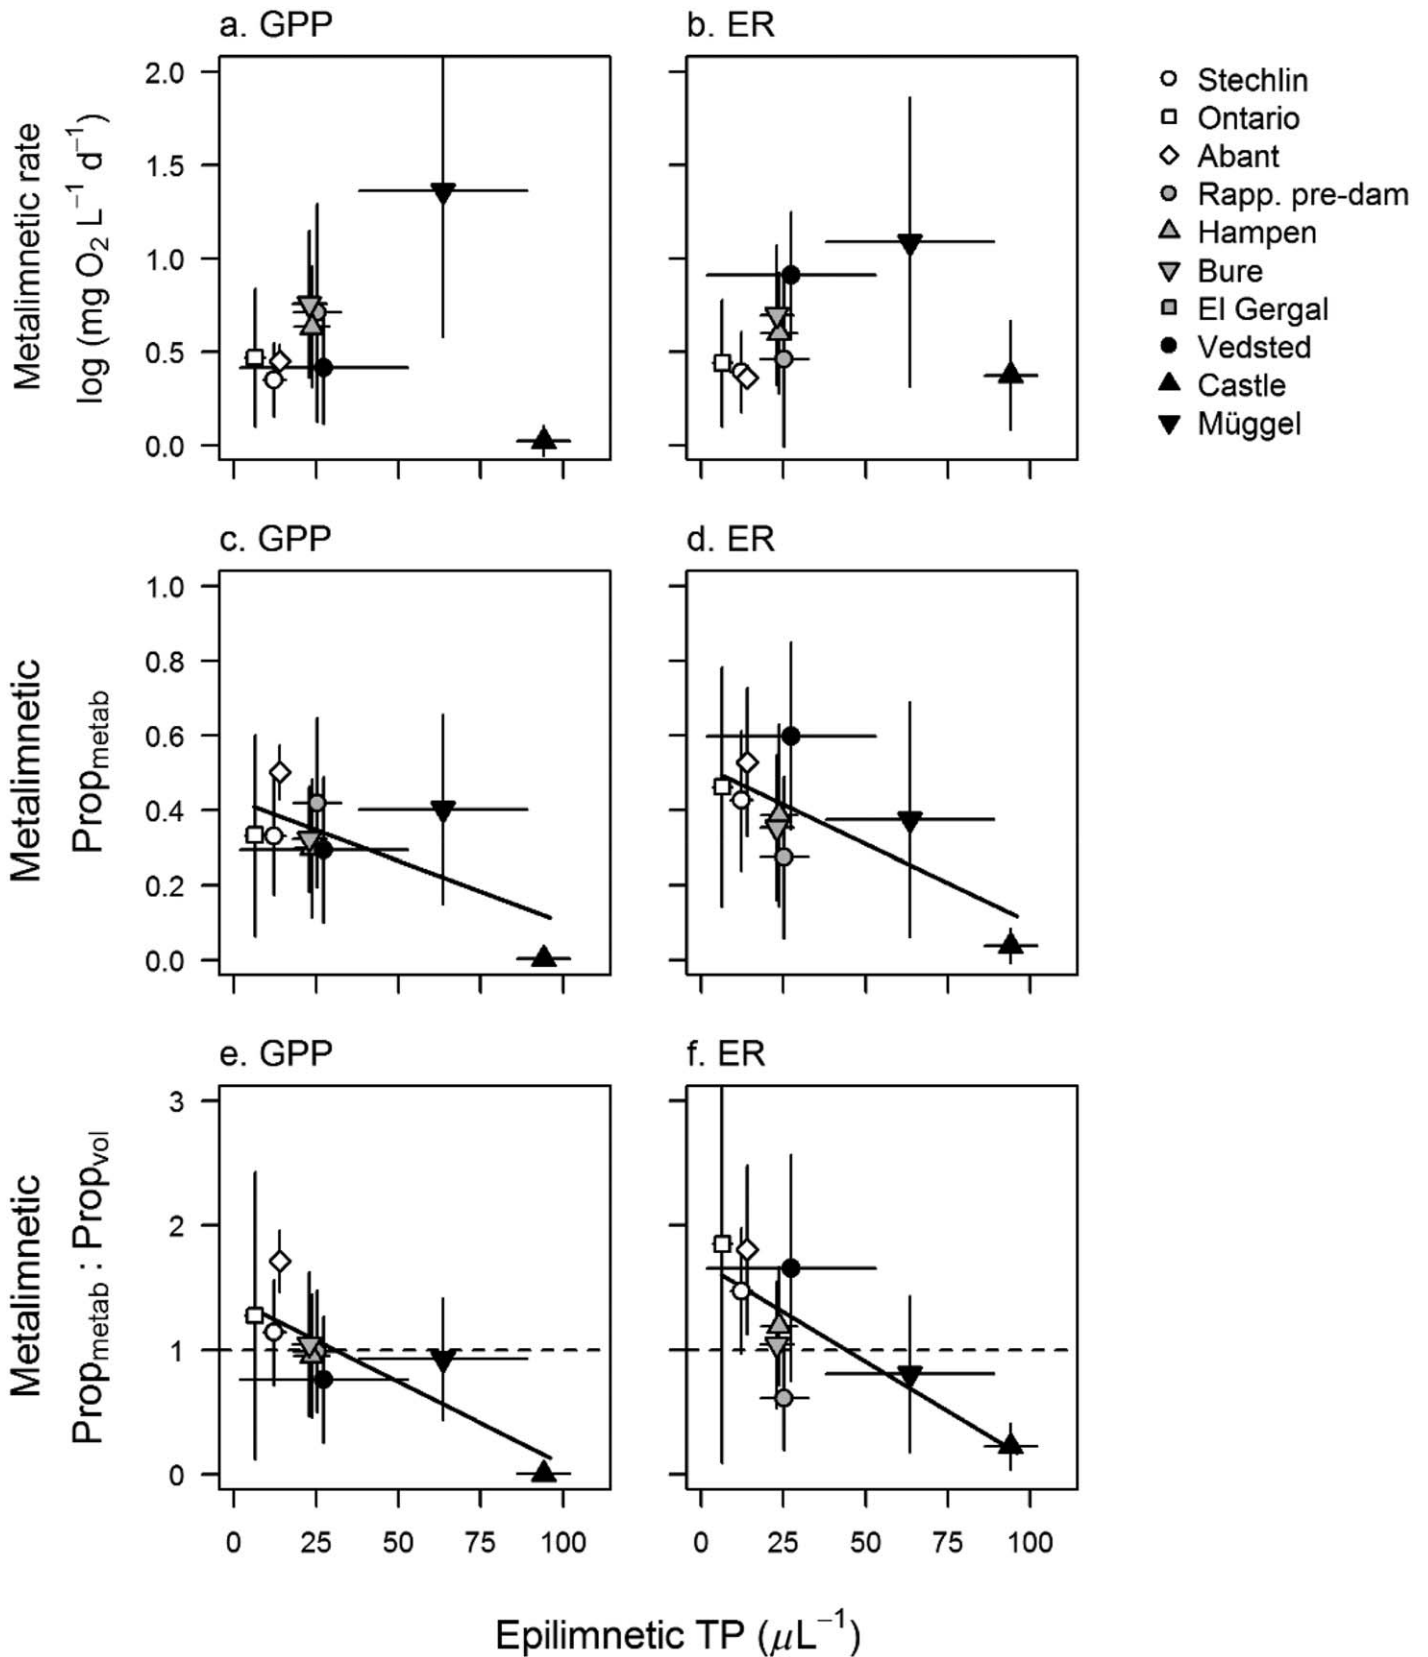 a. GPP
b. ER
Metalimnetic rate
log (mg O₂ L⁻¹ d⁻¹)
2.0
1.5
1.0
0.5
0.0
Stechlin
Ontario
Abant
Rapp. pre-dam
Hampen
Bure
El Gergal
Vedsted
Castle
Müggel
c. GPP
d. ER
Metalimnetic
Propmetab
1.0
0.8
0.6
0.4
0.2
0.0
e. GPP
f. ER
Metalimnetic
Propmetab : Propvol
3
2
1
0
0 25 50 75 100
0 25 50 75 100
Epilimnetic TP (μL⁻¹)